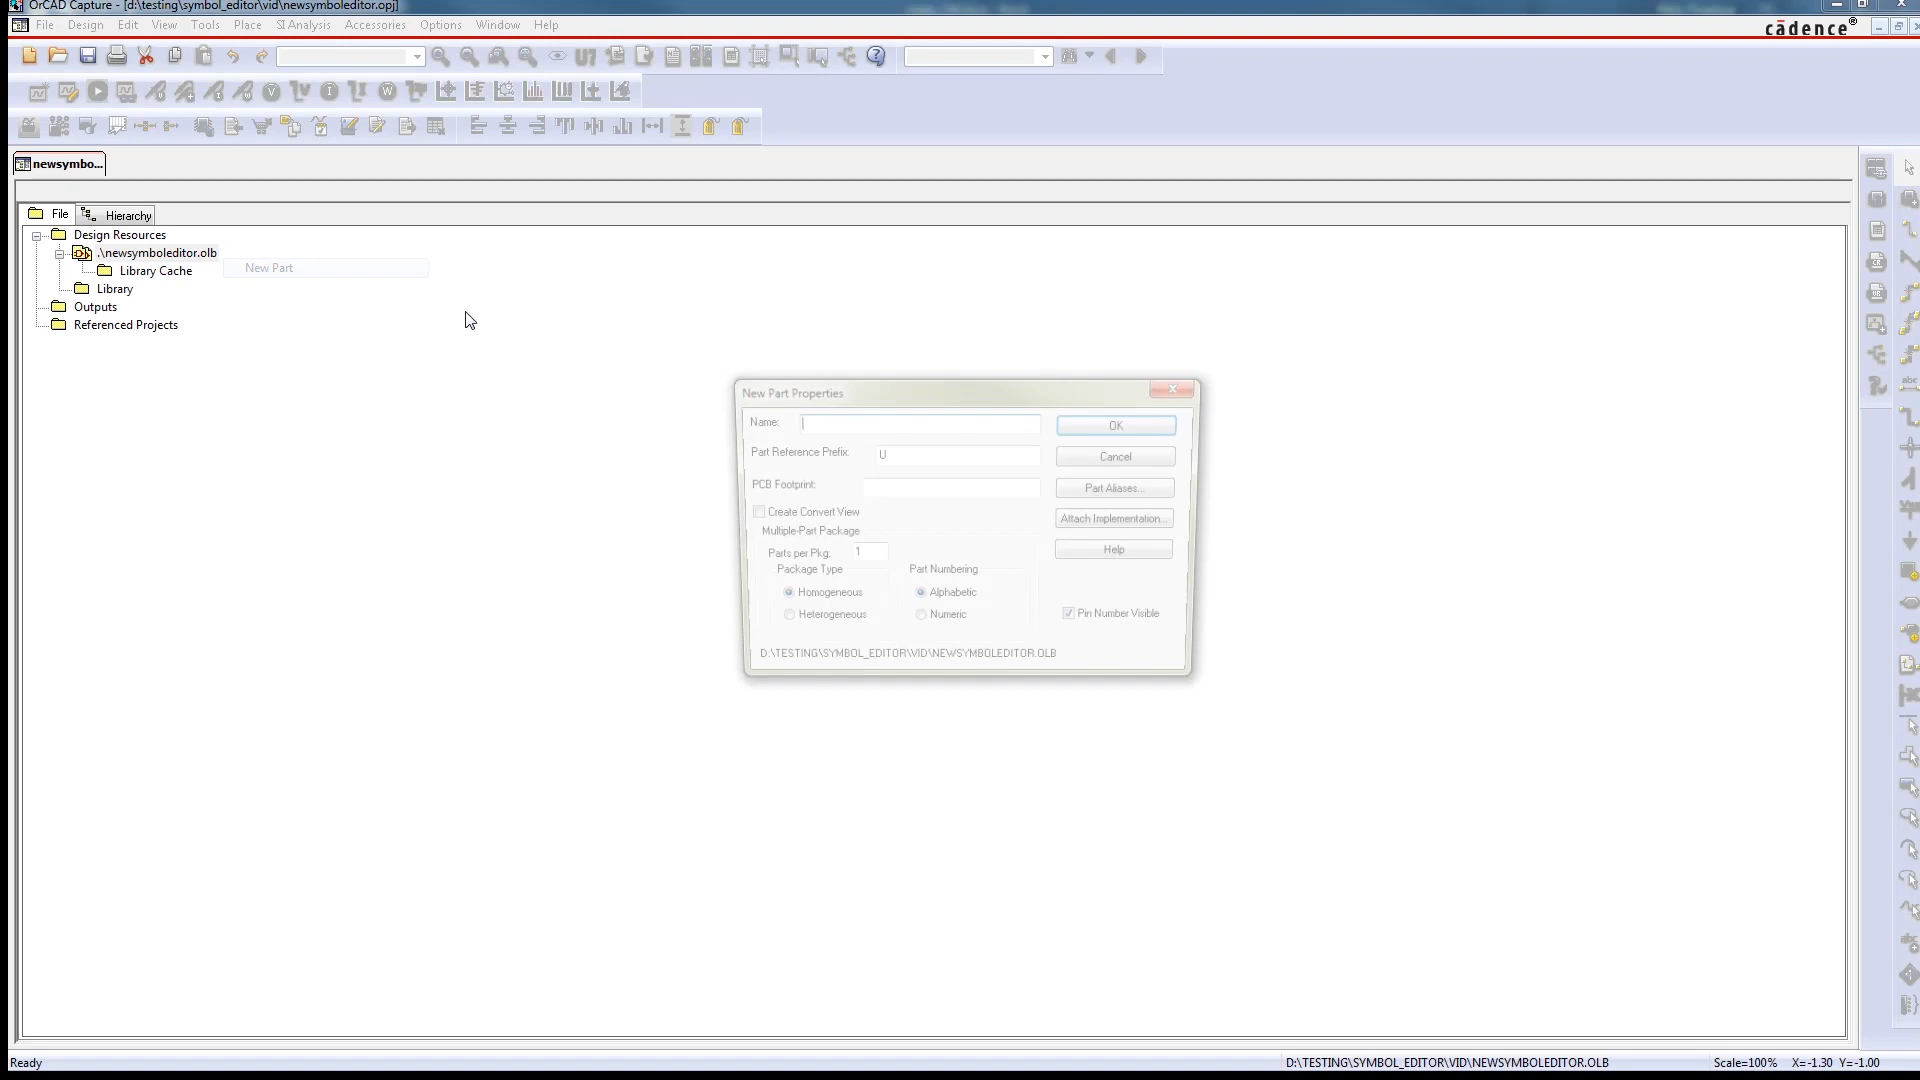 OrCAD Capture - [d:\testing\symbol_editor\vid\newsymboleditor.opj]
File Design Edit View Tools Place SI Analysis Accessories Options Window Help
cādence®
newsymbo...
File Hierarchy
Design Resources
.\newsymboleditor.olb
Library Cache
New Part
Library
Outputs
Referenced Projects
New Part Properties
Name:
OK
Part Reference Prefix: U
Cancel
PCB Footprint:
Part Aliases...
Create Convert View
Attach Implementation...
Multiple-Part Package
Parts per Pkg: 1
Help
Package Type Part Numbering
Homogeneous Alphabetic
Heterogeneous Numeric
Pin Number Visible
D:\TESTING\SYMBOL_EDITOR\VID\NEWSYMBOLEDITOR.OLB
Ready
D:\TESTING\SYMBOL_EDITOR\VID\NEWSYMBOLEDITOR.OLB Scale=100% X=-1.30 Y=-1.00